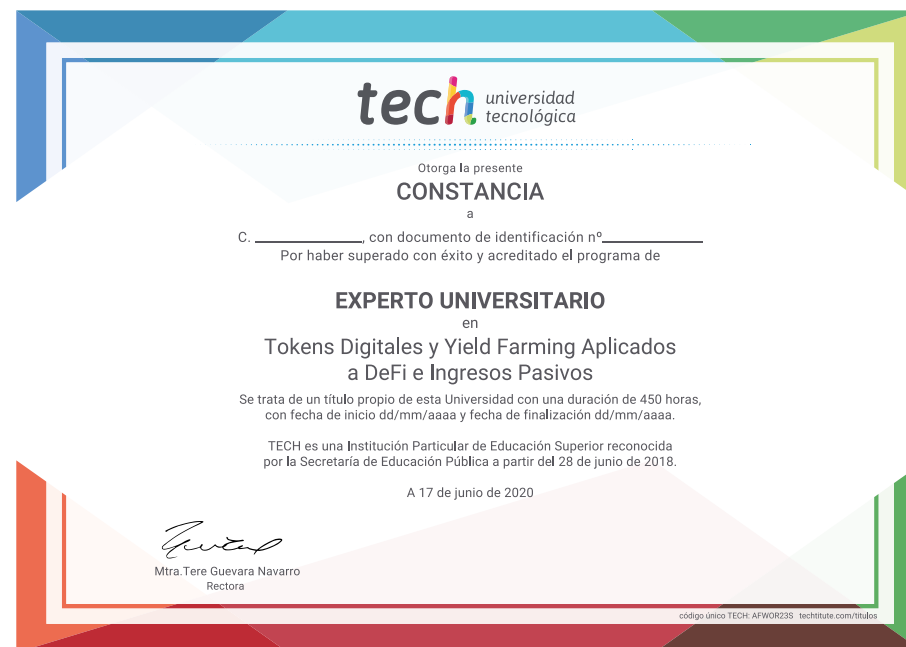 tech universidad
tecnológica
Otorga la presente
CONSTANCIA
a
C. ______________, con documento de identificación nº_____________
Por haber superado con éxito y acreditado el programa de
EXPERTO UNIVERSITARIO
en
Tokens Digitales y Yield Farming Aplicados
a DeFi e Ingresos Pasivos
Se trata de un título propio de esta Universidad con una duración de 450 horas,
con fecha de inicio dd/mm/aaaa y fecha de finalización dd/mm/aaaa.
TECH es una Institución Particular de Educación Superior reconocida
por la Secretaría de Educación Pública a partir del 28 de junio de 2018.
A 17 de junio de 2020
Mtra.Tere Guevara Navarro
Rectora
código único TECH: AFWOR23S techtitute.com/titulos